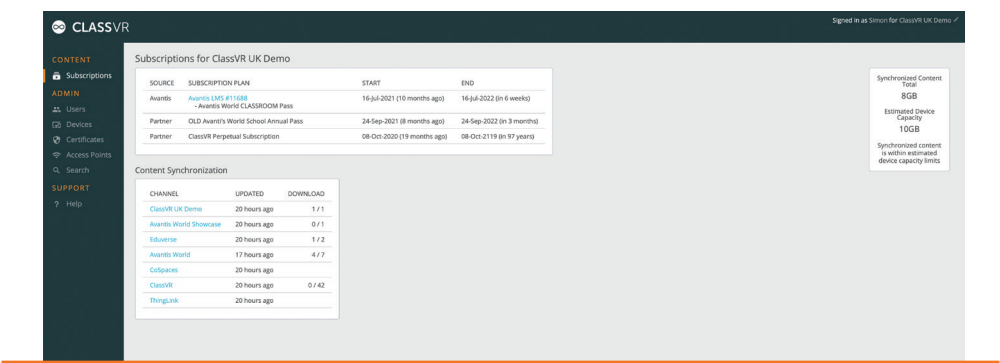 CLASSVR
Signed in as Simon for ClassVR UK Demo
CONTENT
Subscriptions
ADMIN
Users
Devices
Certificates
Access Points
Search
SUPPORT
? Help
Subscriptions for ClassVR UK Demo
SOURCE SUBSCRIPTION PLAN START END
Avantis Avantis LMS #11688 16-Jul-2021 (10 months ago) 16-Jul-2022 (in 6 weeks)
- Avantis World CLASSROOM Pass
Partner OLD Avanti's World School Annual Pass 24-Sep-2021 (8 months ago) 24-Sep-2022 (in 3 months)
Partner ClassVR Perpetual Subscription 08-Oct-2020 (19 months ago) 08-Oct-2119 (in 97 years)
Content Synchronization
CHANNEL UPDATED DOWNLOAD
ClassVR UK Demo 20 hours ago 1 / 1
Avantis World Showcase 20 hours ago 0 / 1
Eduverse 20 hours ago 1 / 2
Avantis World 17 hours ago 4 / 7
CoSpaces 20 hours ago
ClassVR 20 hours ago 0 / 42
ThingLink 20 hours ago
Synchronized Content
Total
8GB
Estimated Device
Capacity
10GB
Synchronized content
is within estimated
device capacity limits